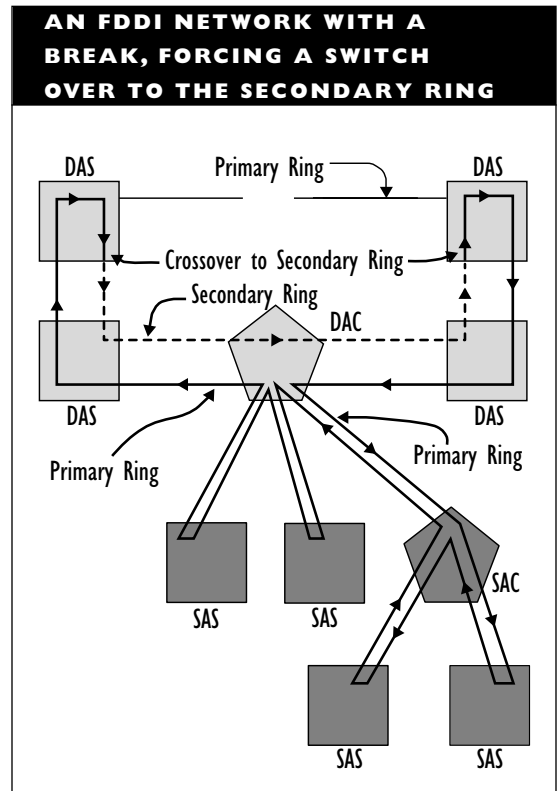 AN FDDI NETWORK WITH A
BREAK, FORCING A SWITCH
OVER TO THE SECONDARY RING
DAS
Primary Ring
DAS
Crossover to Secondary Ring
Secondary Ring
DAC
DAS
DAS
Primary Ring
Primary Ring
SAC
SAS
SAS
SAS
SAS